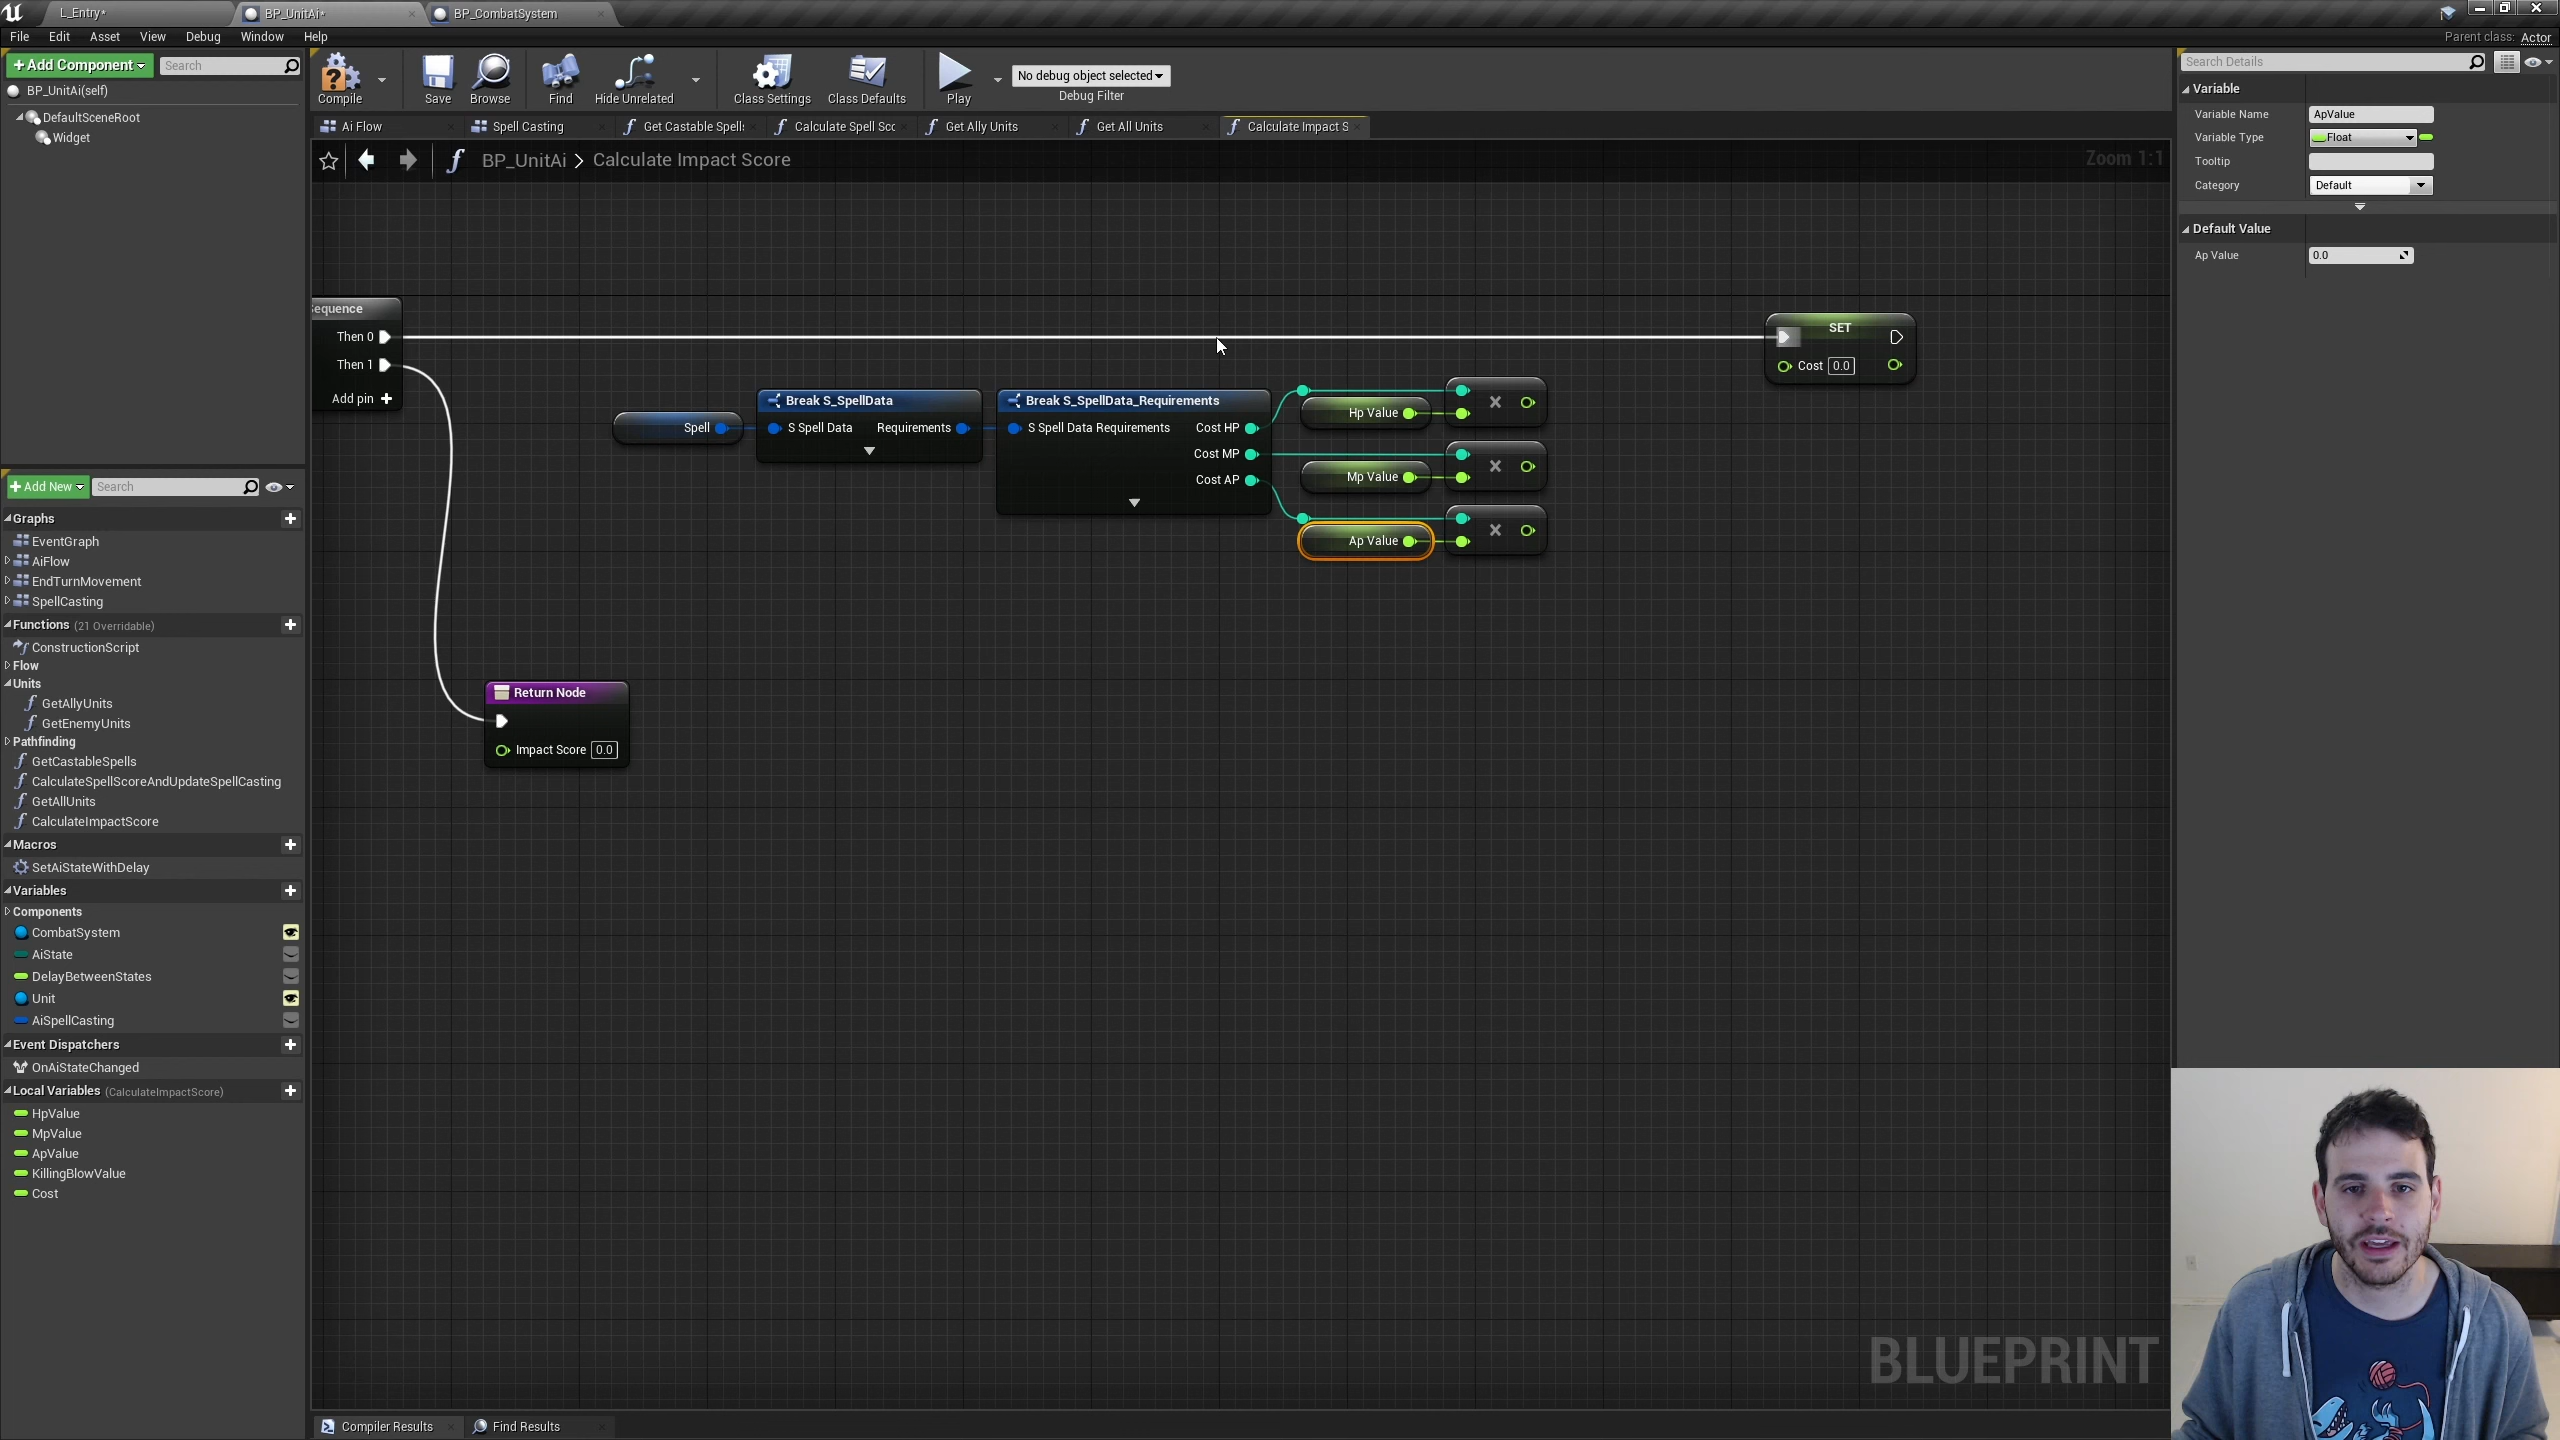 L_Entry*
BP_UnitAi*
BP_CombatSystem
File Edit Asset View Debug Window Help
Parent class: Actor
+Add Component
Search
BP_UnitAi(self)
DefaultSceneRoot
Widget
Compile
Save
Browse
Find
Hide Unrelated
Class Settings
Class Defaults
Play
No debug object selected
Debug Filter
Ai Flow
Spell Casting
Get Castable Spells
Calculate Spell Scc
Get Ally Units
Get All Units
Calculate Impact S
BP_UnitAi > Calculate Impact Score
Zoom 1:1
Sequence
Then 0
Then 1
Add pin +
Spell
Break S_SpellData
S Spell Data Requirements
Break S_SpellData_Requirements
S Spell Data Requirements Cost HP
Cost MP
Cost AP
Hp Value
Mp Value
Ap Value
SET
Cost 0.0
Return Node
Impact Score 0.0
BLUEPRINT
+Add New
Search
Graphs
EventGraph
AiFlow
EndTurnMovement
SpellCasting
Functions (21 Overridable)
ConstructionScript
Flow
Units
GetAllyUnits
GetEnemyUnits
Pathfinding
GetCastableSpells
CalculateSpellScoreAndUpdateSpellCasting
GetAllUnits
CalculateImpactScore
Macros
SetAiStateWithDelay
Variables
Components
CombatSystem
AiState
DelayBetweenStates
Unit
AiSpellCasting
Event Dispatchers
OnAiStateChanged
Local Variables (CalculateImpactScore)
HpValue
MpValue
ApValue
KillingBlowValue
Cost
Search Details
Variable
Variable Name ApValue
Variable Type Float
Tooltip
Category Default
Default Value
Ap Value 0.0
Compiler Results
Find Results